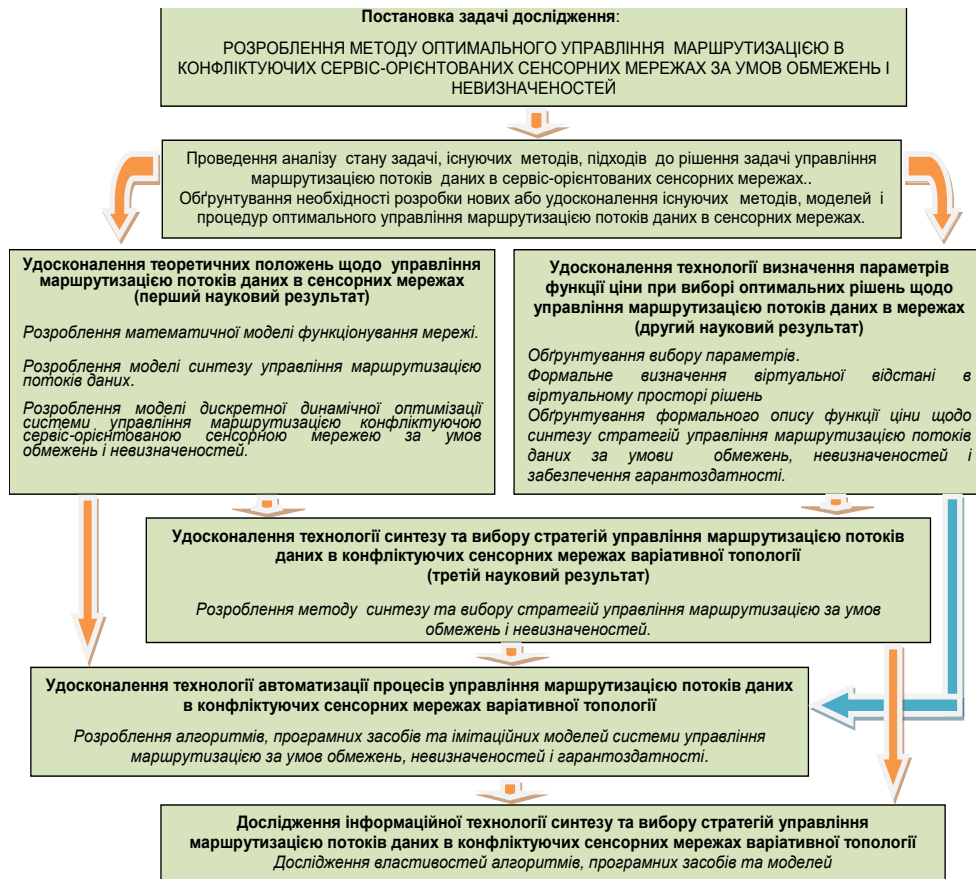 Постановка задачі дослідження:
РОЗРОБЛЕННЯ МЕТОДУ ОПТИМАЛЬНОГО УПРАВЛІННЯ МАРШРУТИЗАЦІЄЮ В
КОНФЛІКТУЮЧИХ СЕРВІС-ОРІЄНТОВАНИХ СЕНСОРНИХ МЕРЕЖАХ ЗА УМОВ ОБМЕЖЕНЬ І
НЕВИЗНАЧЕНОСТЕЙ
Проведення аналізу стану задачі, існуючих методів, підходів до рішення задачі управління
маршрутизацією потоків даних в сервіс-орієнтованих сенсорних мережах..
Обґрунтування необхідності розробки нових або удосконалення існуючих методів, моделей і
процедур оптимального управління маршрутизацією потоків даних в сенсорних мережах.
Удосконалення теоретичних положень щодо управління
маршрутизацією потоків даних в сенсорних мережах
(перший науковий результат)
Розроблення математичної моделі функціонування мережі.
Розроблення моделі синтезу управління маршрутизацією
потоків даних.
Розроблення моделі дискретної динамічної оптимізації
системи управління маршрутизацією конфліктуючою
сервіс-орієнтованою сенсорною мережею за умов
обмежень і невизначеностей.
Удосконалення технології визначення параметрів
функції ціни при виборі оптимальних рішень щодо
управління маршрутизацією потоків даних в мережах
(другий науковий результат)
Обґрунтування вибору параметрів.
Формальне визначення віртуальної відстані в
віртуальному просторі рішень
Обґрунтування формального опису функції ціни щодо
синтезу стратегій управління маршрутизацією потоків
даних за умови обмежень, невизначеностей і
забезпечення гарантоздатності.
Удосконалення технології синтезу та вибору стратегій управління маршрутизацією потоків
даних в конфліктуючих сенсорних мережах варіативної топології
(третій науковий результат)
Розроблення методу синтезу та вибору стратегій управління маршрутизацією за умов
обмежень і невизначеностей.
Удосконалення технології автоматизації процесів управління маршрутизацією потоків даних
в конфліктуючих сенсорних мережах варіативної топології
Розроблення алгоритмів, програмних засобів та імітаційних моделей системи управління
маршрутизацією за умов обмежень, невизначеностей і гарантоздатності.
Дослідження інформаційної технології синтезу та вибору стратегій управління
маршрутизацією потоків даних в конфліктуючих сенсорних мережах варіативної топології
Дослідження властивостей алгоритмів, програмних засобів та моделей